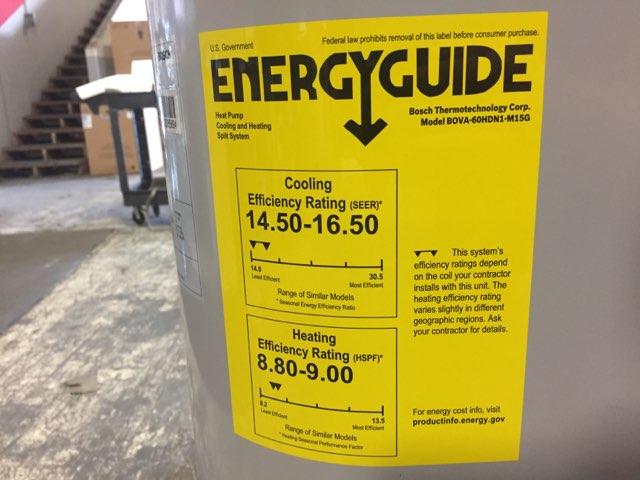 U.S. Government
Federal law prohibits removal of this label before consumer purchase.
ENERGYGUIDE
Heat Pump
Cooling and Heating
Split System
Bosch Thermotechnology Corp.
Model BOVA-60HDN1-M15G
Cooling
Efficiency Rating (SEER)*
14.50-16.50
14.0
30.5
Least Efficient
Most Efficient
Range of Similar Models
* Seasonal Energy Efficiency Ratio
This system's
efficiency ratings depend
on the coil your contractor
installs with this unit. The
heating efficiency rating
varies slightly in different
geographic regions. Ask
your contractor for details.
Heating
Efficiency Rating (HSPF)*
8.80-9.00
8.2
13.5
Least Efficient
Most Efficient
Range of Similar Models
* Heating Seasonal Performance Factor
For energy cost info, visit
productinfo.energy.gov